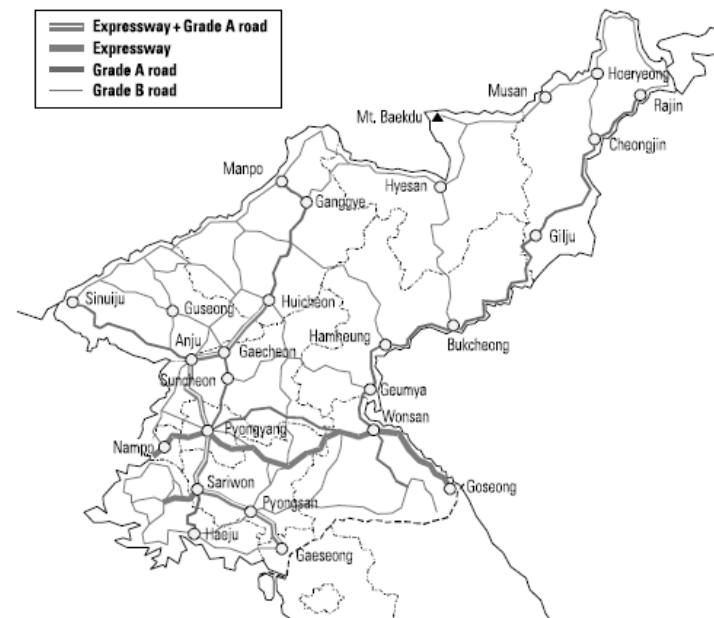 Expressway + Grade A road
Expressway
Grade A road
Grade B road
Hoeryeong
Musan
Rajin
Mt. Baekdu
Cheongjin
Manpo
Hyesan
Ganggye
Gilju
Sinuiju
Huicheon
Guseong
Anju
Hamheung
Bukcheong
Gaecheon
Suncheon
Geumya
Wonsan
Pyongyang
Nampo
Sariwon
Goseong
Pyongsan
Haeju
Gaeseong